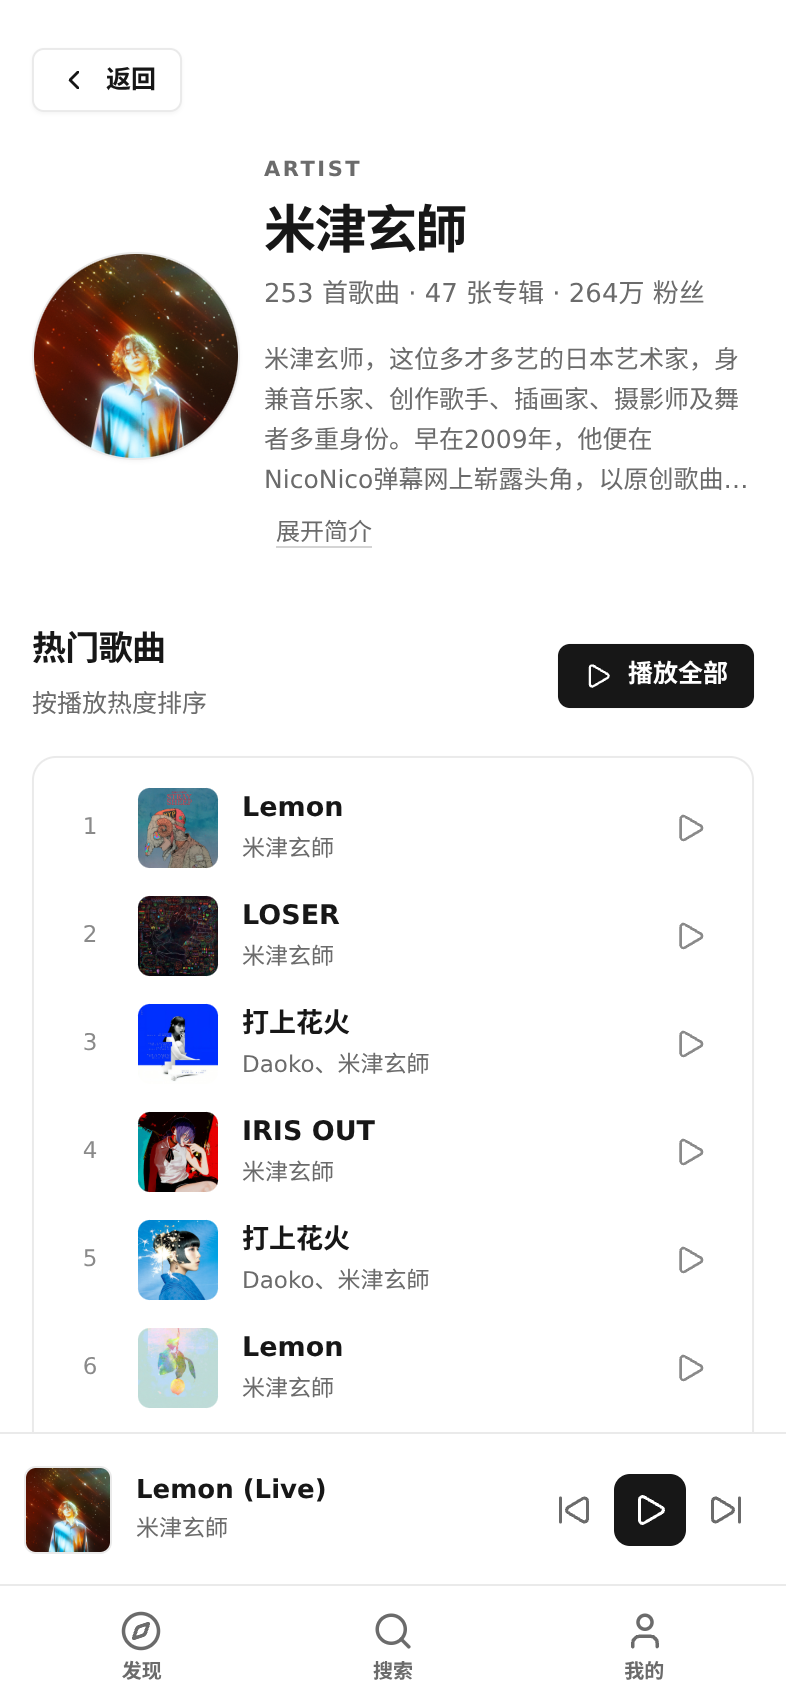 返回
ARTIST
米津玄師
253 首歌曲 · 47 张专辑 · 264万 粉丝
米津玄师，这位多才多艺的日本艺术家，身
兼音乐家、创作歌手、插画家、摄影师及舞
者多重身份。早在2009年，他便在
NicoNico弹幕网上崭露头角，以原创歌曲…
展开简介
热门歌曲
按播放热度排序
播放全部
1
Lemon
米津玄師
2
LOSER
米津玄師
3
打上花火
Daoko、米津玄師
4
IRIS OUT
米津玄師
5
打上花火
Daoko、米津玄師
6
Lemon
米津玄師
Lemon (Live)
米津玄師
发现
搜索
我的